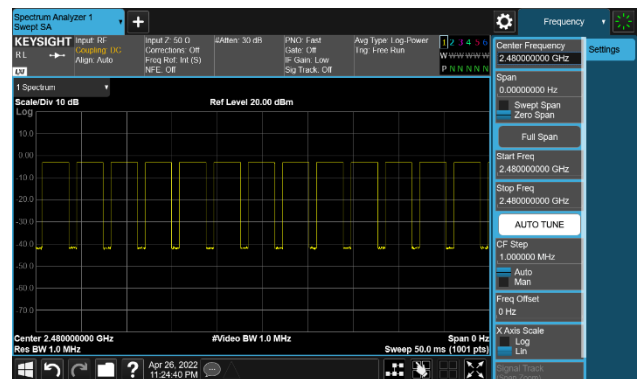 Spectrum Analyzer 1
Swept SA
Frequency
KEYSIGHT
RL
Input: RF
Coupling: DC
Align: Auto
Input Z: 50 Ω
Corrections: Off
Freq Ref: Int (S)
NFE: Off
#Atten: 30 dB
PNO: Fast
Gate: Off
IF Gain: Low
Sig Track: Off
Avg Type: Log-Power
Trig: Free Run
1 2 3 4 5 6
W W W W W W
P N N N N N
1 Spectrum
Scale/Div 10 dB
Ref Level 20.00 dBm
Log
10.0
0.00
-10.0
-20.0
-30.0
-40.0
-50.0
-60.0
-70.0
Center 2.480000000 GHz
#Video BW 1.0 MHz
Span 0 Hz
Res BW 1.0 MHz
Sweep 50.0 ms (1001 pts)
Center Frequency
2.480000000 GHz
Settings
Span
0.00000000 Hz
Swept Span
Zero Span
Full Span
Start Freq
2.480000000 GHz
Stop Freq
2.480000000 GHz
AUTO TUNE
CF Step
1.000000 MHz
Auto
Man
Freq Offset
0 Hz
X Axis Scale
Log
Lin
Signal Track
(Span Zoom)
Apr 26, 2022
11:24:40 PM